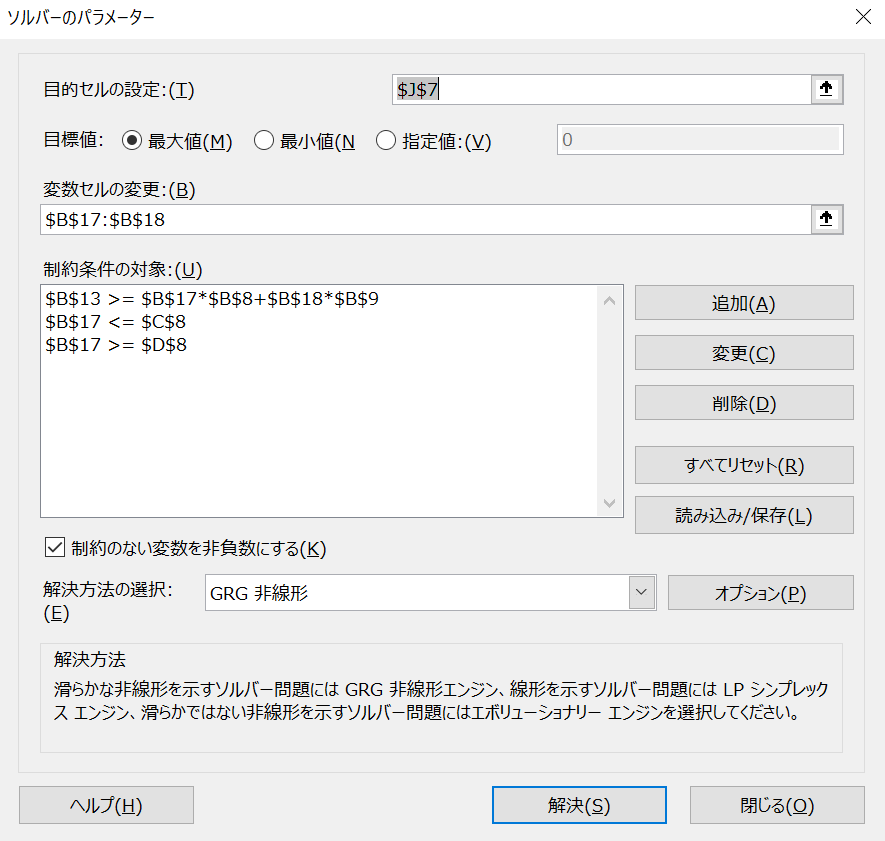 ソルバーのパラメーター
目的セルの設定:(T)
$J$7
目標値:
最大値(M)
最小値(N
指定値:(V)
0
変数セルの変更:(B)
$B$17:$B$18
制約条件の対象:(U)
$B$13 >= $B$17*$B$8+$B$18*$B$9
$B$17 <= $C$8
$B$17 >= $D$8
追加(A)
変更(C)
削除(D)
すべてリセット(R)
読み込み/保存(L)
制約のない変数を非負数にする(K)
解決方法の選択:
(E)
GRG 非線形
オプション(P)
解決方法
滑らかな非線形を示すソルバー問題には GRG 非線形エンジン、線形を示すソルバー問題には LP シンプレック
ス エンジン、滑らかではない非線形を示すソルバー問題にはエボリューショナリー エンジンを選択してください。
ヘルプ(H)
解決(S)
閉じる(O)